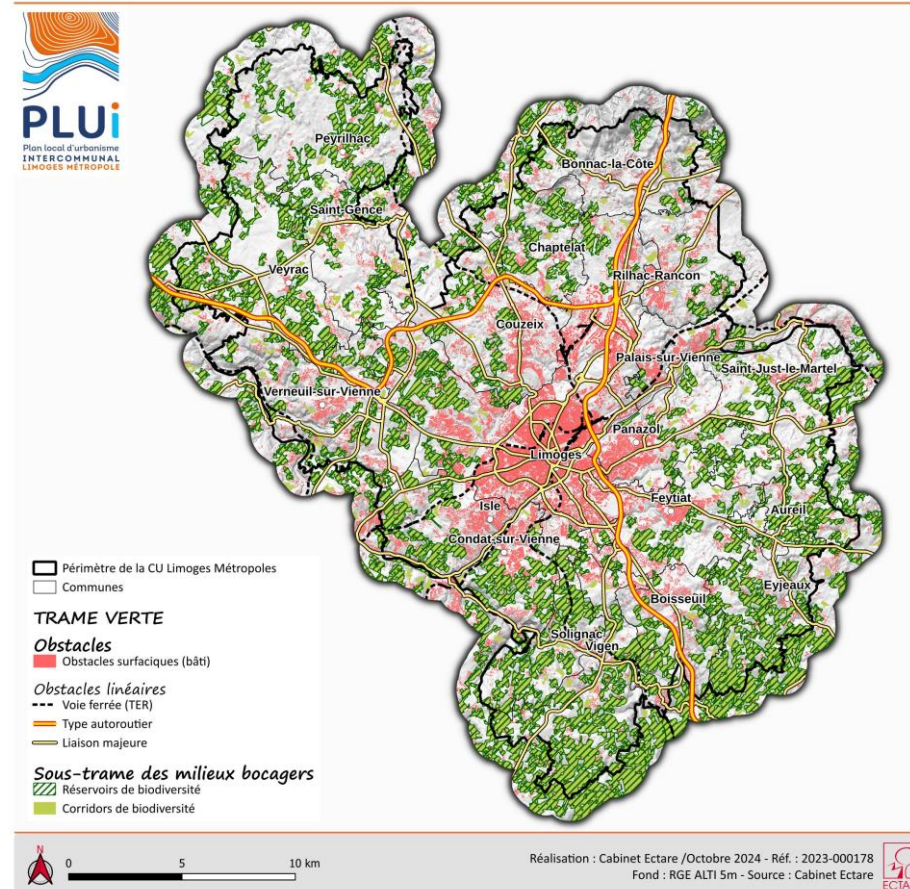 PLUi
Plan local d'urbanisme
INTERCOMMUNAL
LIMOGES MÉTROPOLE
Peyrilhac
Bonnac-la-Côte
Saint-Gence
Chaptelat
Veyrac
Rilhac-Rancon
Couzeix
Palais-sur-Vienne
Saint-Just-le-Martel
Verneuil-sur-Vienne
Panazol
Limoges
Feytiat
Isle
Aureil
Condat-sur-Vienne
Eyjeaux
Boisseuil
Solignac
Vigen
Périmètre de la CU Limoges Métropoles
Communes
TRAME VERTE
Obstacles
Obstacles surfaciques (bâti)
Obstacles linéaires
Voie ferrée (TER)
Type autoroutier
Liaison majeure
Sous-trame des milieux bocagers
Réservoirs de biodiversité
Corridors de biodiversité
N
0 5 10 km
Réalisation : Cabinet Ectare /Octobre 2024 - Réf. : 2023-000178
Fond : RGE ALTI 5m - Source : Cabinet Ectare
ECTARE